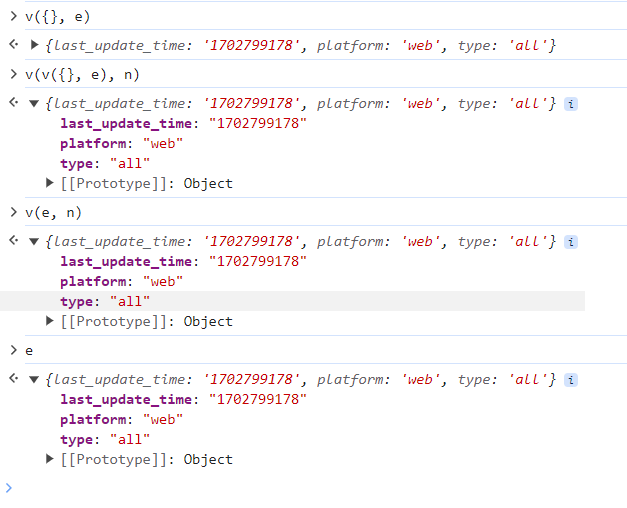 v({}, e)
{last_update_time: '1702799178', platform: 'web', type: 'all'}
v(v({}, e), n)
{last_update_time: '1702799178', platform: 'web', type: 'all'} i
last_update_time: "1702799178"
platform: "web"
type: "all"
[[Prototype]]: Object
v(e, n)
{last_update_time: '1702799178', platform: 'web', type: 'all'} i
last_update_time: "1702799178"
platform: "web"
type: "all"
[[Prototype]]: Object
e
{last_update_time: '1702799178', platform: 'web', type: 'all'} i
last_update_time: "1702799178"
platform: "web"
type: "all"
[[Prototype]]: Object